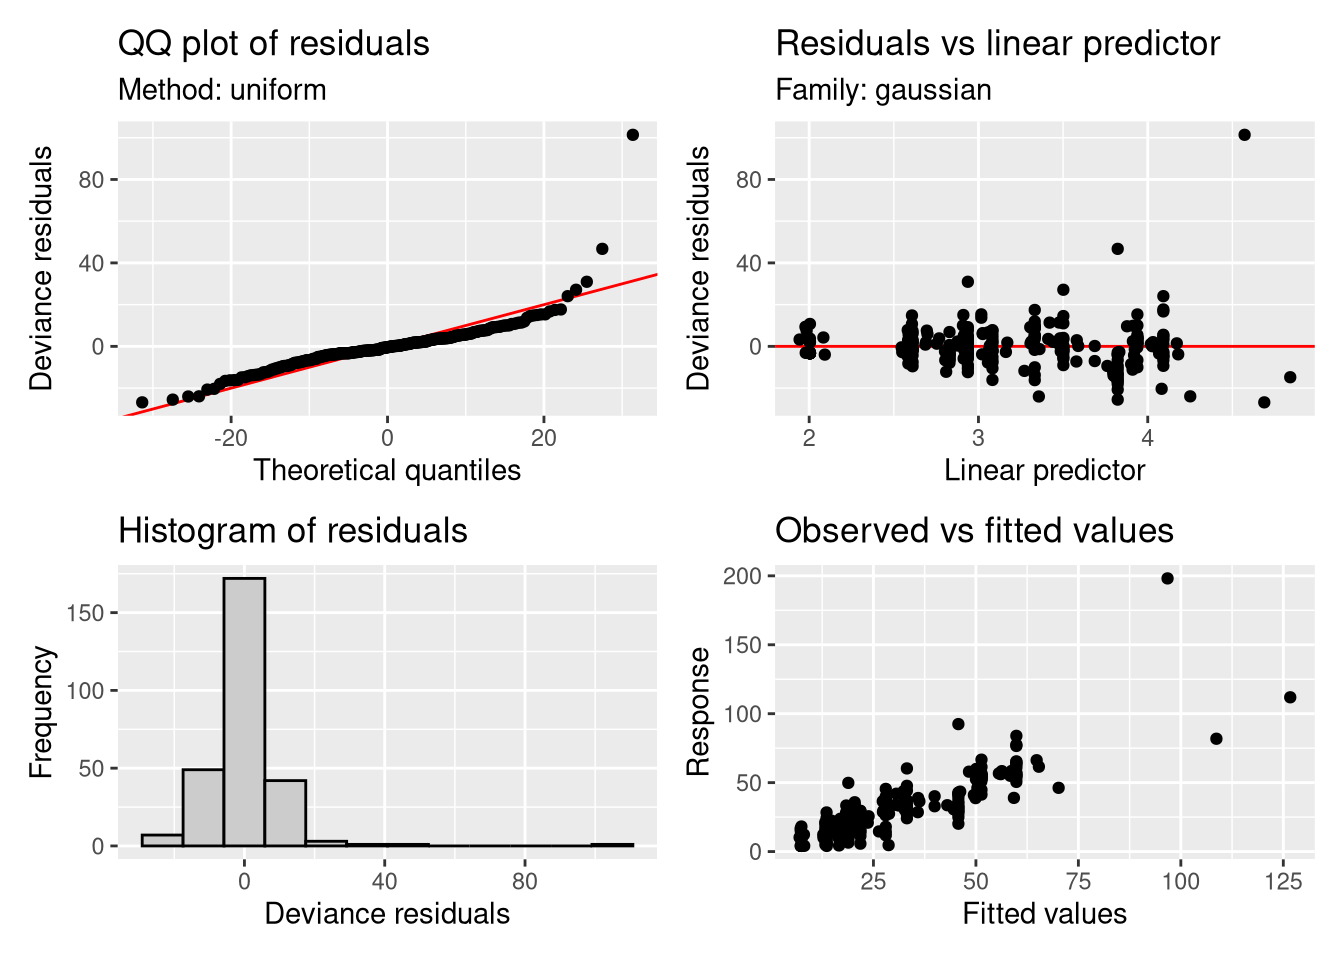 QQ plot of residuals
Method: uniform
Deviance residuals
80
40
0
-20
0
20
Theoretical quantiles
Residuals vs linear predictor
Family: gaussian
Deviance residuals
80
40
0
2
3
4
Linear predictor
Histogram of residuals
Frequency
150
100
50
0
0
40
80
Deviance residuals
Observed vs fitted values
Response
200
150
100
50
0
25
50
75
100
125
Fitted values